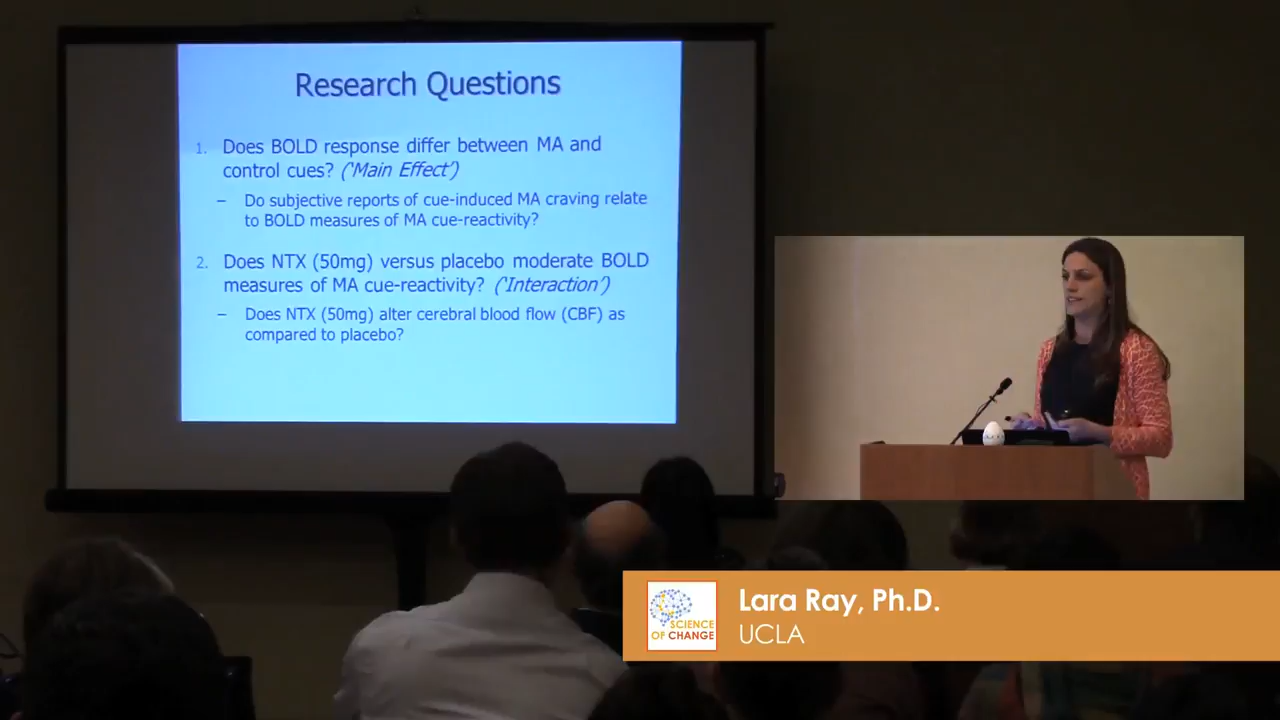 Research Questions
1. Does BOLD response differ between MA and
control cues? ('Main Effect')
– Do subjective reports of cue-induced MA craving relate
to BOLD measures of MA cue-reactivity?
2. Does NTX (50mg) versus placebo moderate BOLD
measures of MA cue-reactivity? ('Interaction')
– Does NTX (50mg) alter cerebral blood flow (CBF) as
compared to placebo?
SCIENCE
OF CHANGE
Lara Ray, Ph.D.
UCLA